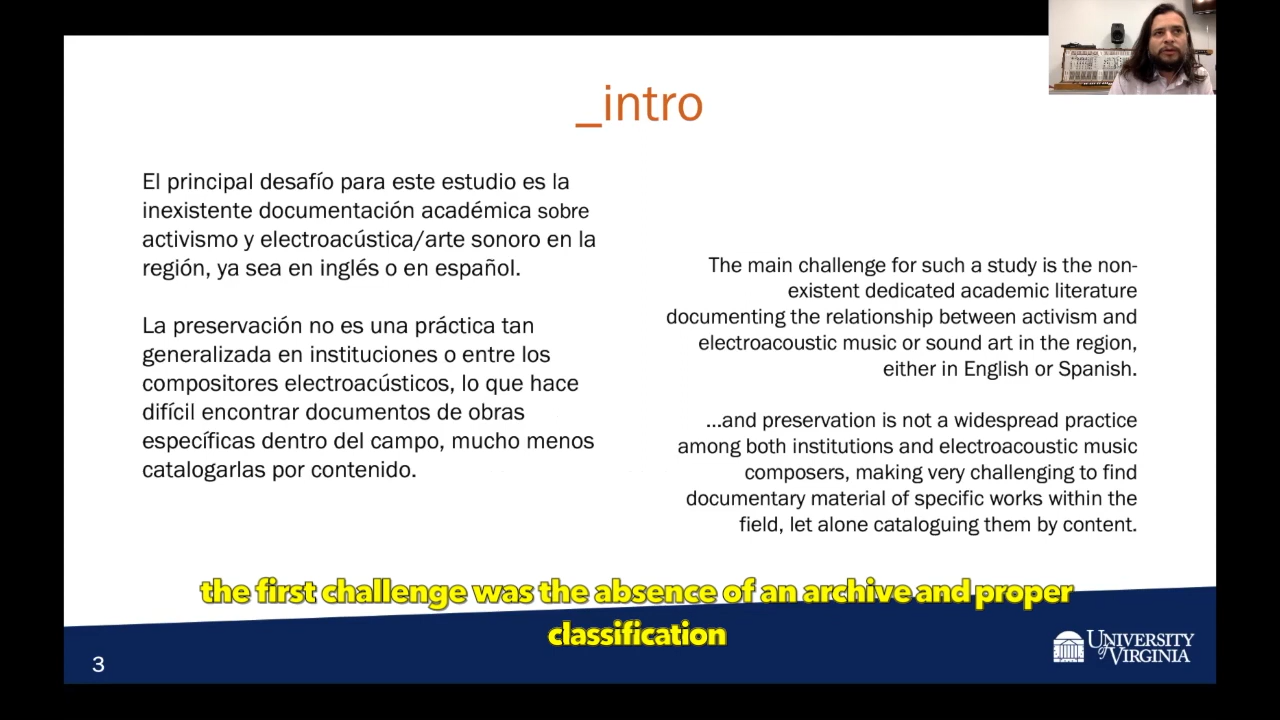 _intro
El principal desafío para este estudio es la
inexistente documentación académica sobre
activismo y electroacústica/arte sonoro en la
región, ya sea en inglés o en español.
La preservación no es una práctica tan
generalizada en instituciones o entre los
compositores electroacústicos, lo que hace
difícil encontrar documentos de obras
específicas dentro del campo, mucho menos
catalogarlas por contenido.
The main challenge for such a study is the non-
existent dedicated academic literature
documenting the relationship between activism and
electroacoustic music or sound art in the region,
either in English or Spanish.
...and preservation is not a widespread practice
among both institutions and electroacoustic music
composers, making very challenging to find
documentary material of specific works within the
field, let alone cataloguing them by content.
the first challenge was the absence of an archive and proper
classification
3
UNIVERSITY
of VIRGINIA